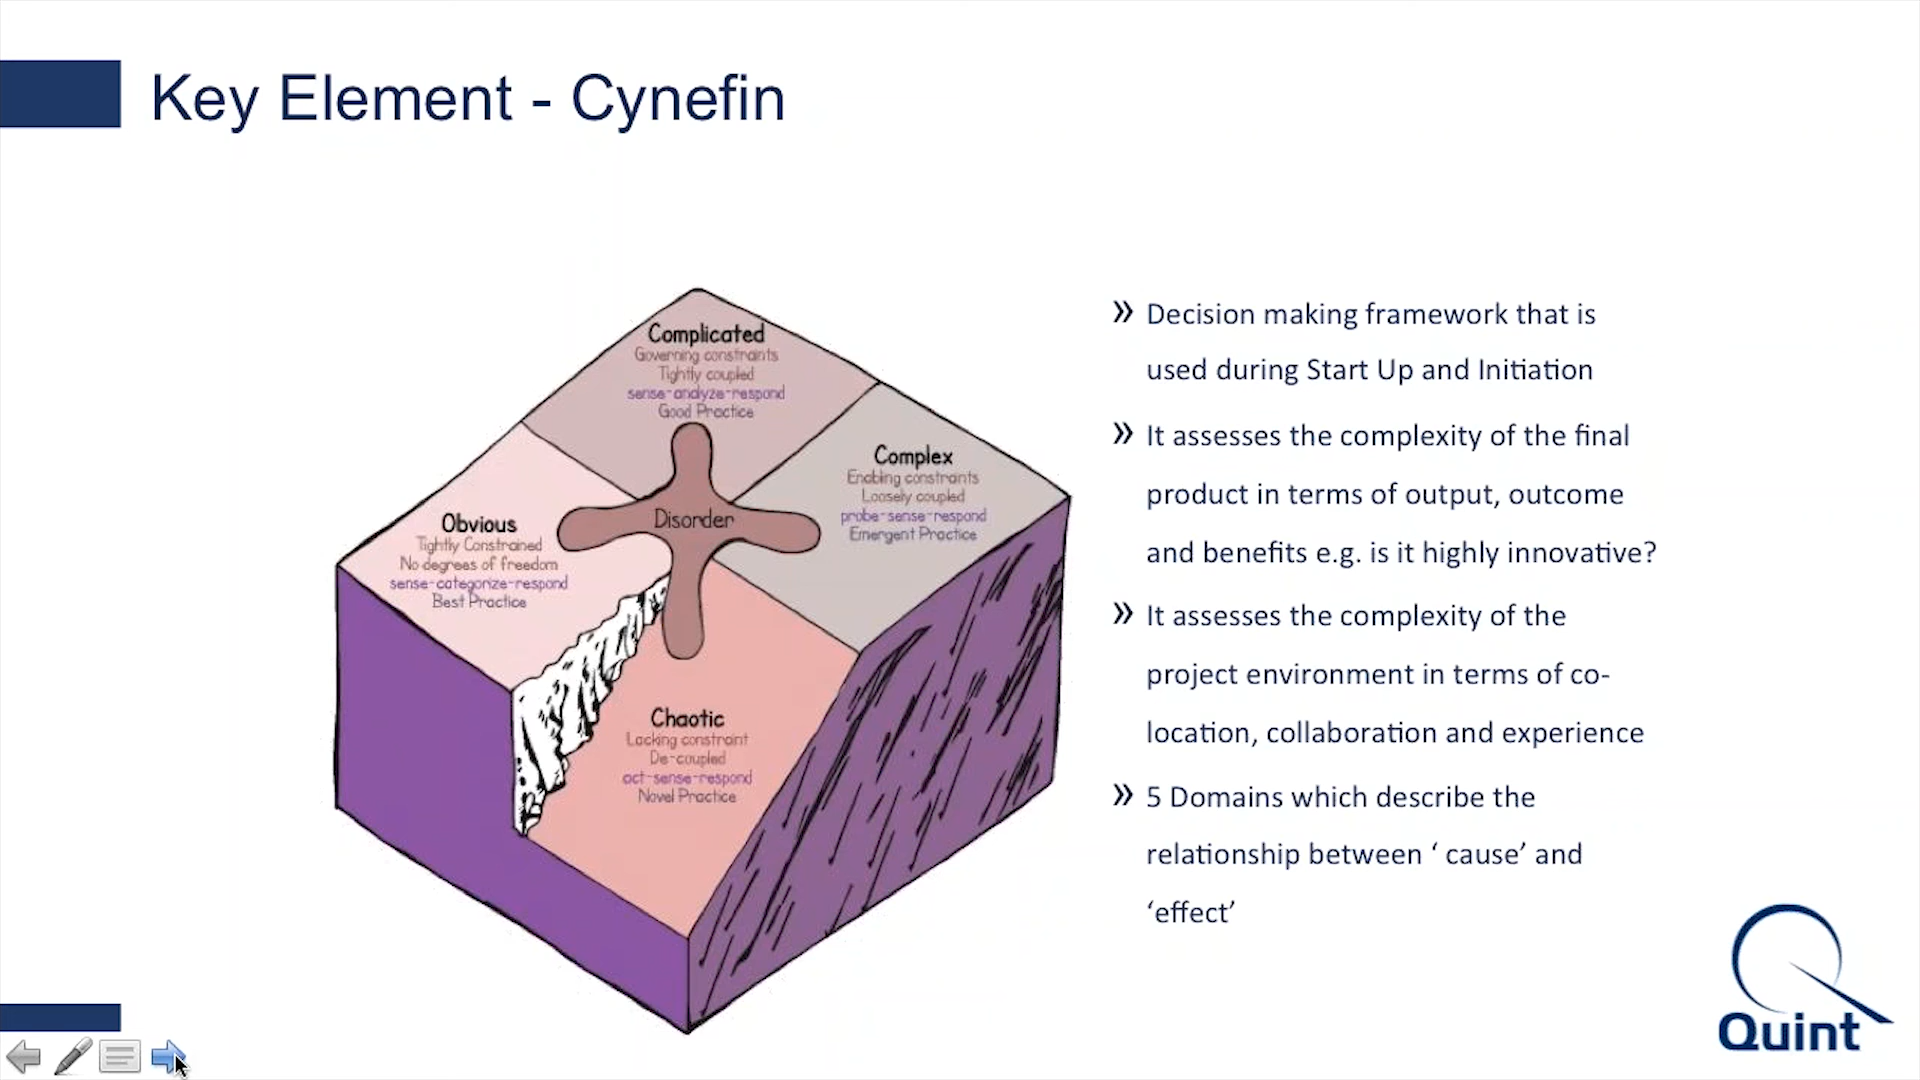 Key Element - Cynefin
Complicated
Governing constraints
Tightly coupled
sense-analyze-respond
Good Practice
Complex
Enabling constraints
Loosely coupled
probe-sense-respond
Emergent Practice
Disorder
Obvious
Tightly Constrained
No degrees of freedom
sense-categorize-respond
Best Practice
Chaotic
Lacking constraint
De-coupled
act-sense-respond
Novel Practice
» Decision making framework that is
used during Start Up and Initiation
» It assesses the complexity of the final
product in terms of output, outcome
and benefits e.g. is it highly innovative?
» It assesses the complexity of the
project environment in terms of co-
location, collaboration and experience
» 5 Domains which describe the
relationship between ‘ cause’ and
‘effect’
Quint